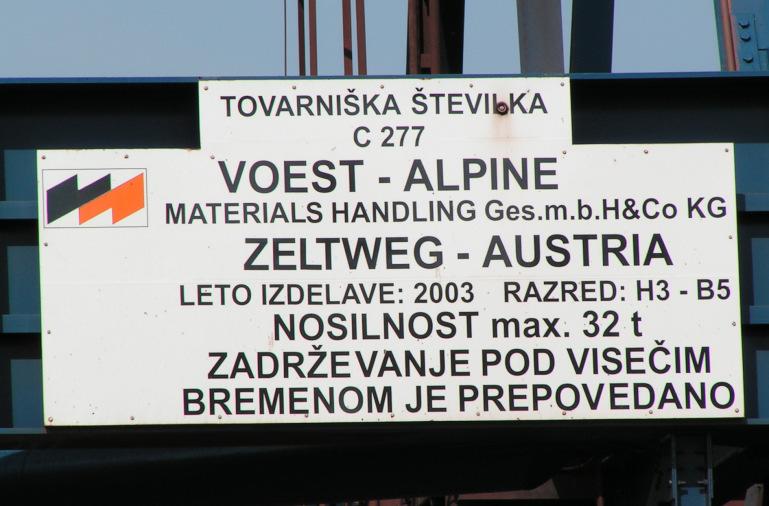 TOVARNIŠKA ŠTEVILKA
C 277
VOEST - ALPINE
MATERIALS HANDLING Ges.m.b.H&Co KG
ZELTWEG - AUSTRIA
LETO IZDELAVE: 2003 RAZRED: H3 - B5
NOSILNOST max. 32 t
ZADRŽEVANJE POD VISEČIM
BREMENOM JE PREPOVEDANO